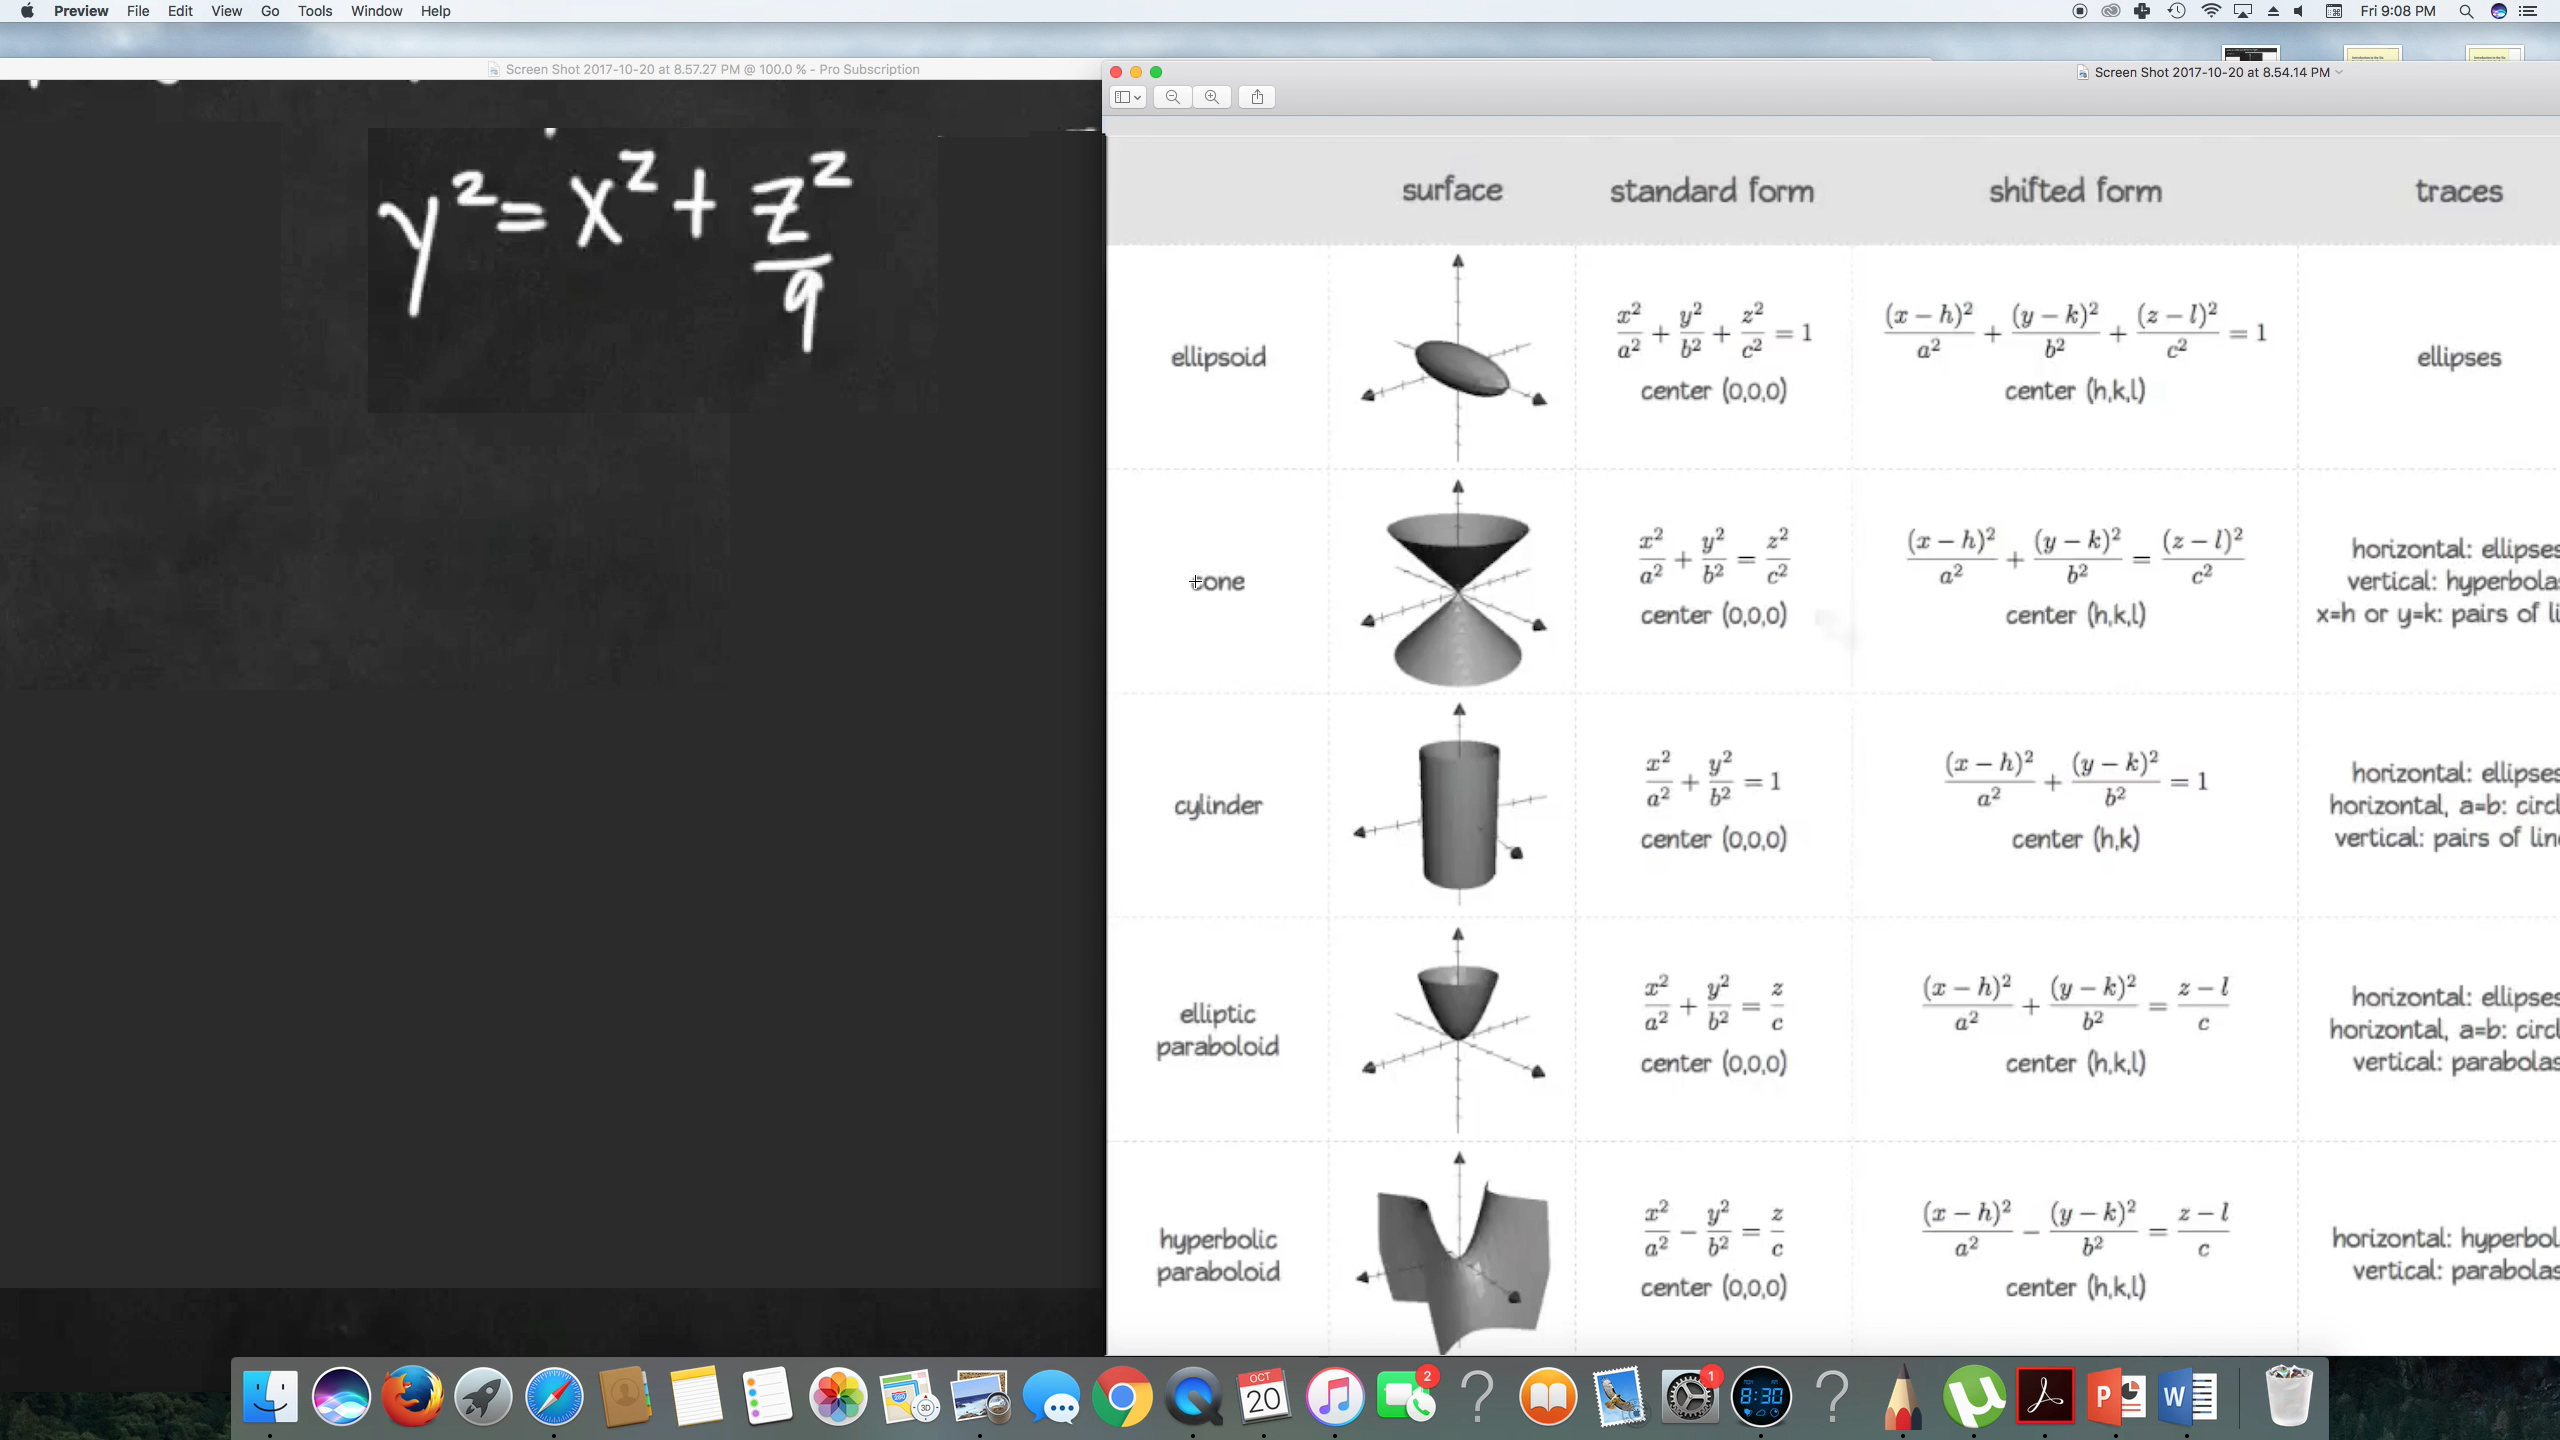 Preview File Edit View Go Tools Window Help
Fri 9:08 PM
Screen Shot 2017-10-20 at 8.57.27 PM @ 100.0 % - Pro Subscription
Screen Shot 2017-10-20 at 8.54.14 PM
y² = x² + z²/9
surface standard form shifted form traces
ellipsoid
x²/a² + y²/b² + z²/c² = 1
center (0,0,0)
(x − h)²/a² + (y − k)²/b² + (z − l)²/c² = 1
center (h,k,l)
ellipses
cone
x²/a² + y²/b² = z²/c²
center (0,0,0)
(x − h)²/a² + (y − k)²/b² = (z − l)²/c²
center (h,k,l)
horizontal: ellipses
vertical: hyperbolas
x=h or y=k: pairs of li
cylinder
x²/a² + y²/b² = 1
center (0,0,0)
(x − h)²/a² + (y − k)²/b² = 1
center (h,k)
horizontal: ellipses
horizontal, a=b: circl
vertical: pairs of line
elliptic
paraboloid
x²/a² + y²/b² = z/c
center (0,0,0)
(x − h)²/a² + (y − k)²/b² = z − l/c
center (h,k,l)
horizontal: ellipses
horizontal, a=b: circl
vertical: parabolas
hyperbolic
paraboloid
x²/a² − y²/b² = z/c
center (0,0,0)
(x − h)²/a² − (y − k)²/b² = z − l/c
center (h,k,l)
horizontal: hyperbol
vertical: parabolas
OCT
20
280
3D
2
1
8:30
P
W